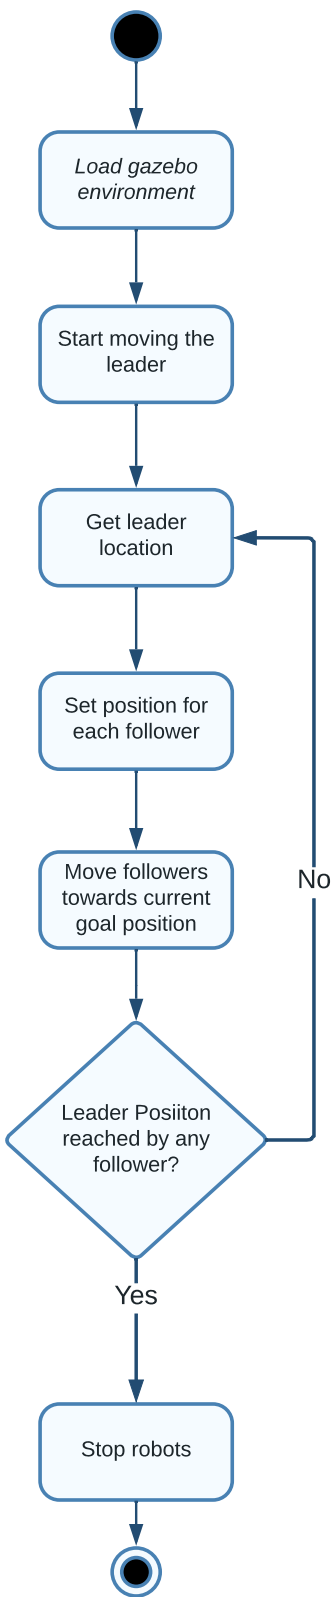 Load gazebo
environment
Start moving the
leader
Get leader
location
Set position for
each follower
Move followers
towards current
goal position
No
Leader Posiiton
reached by any
follower?
Yes
Stop robots